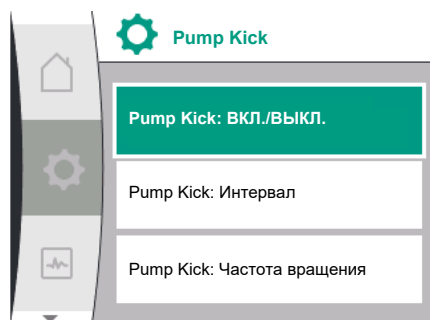 Pump Kick
Pump Kick: ВКЛ./ВЫКЛ.
Pump Kick: Интервал
Pump Kick: Частота вращения